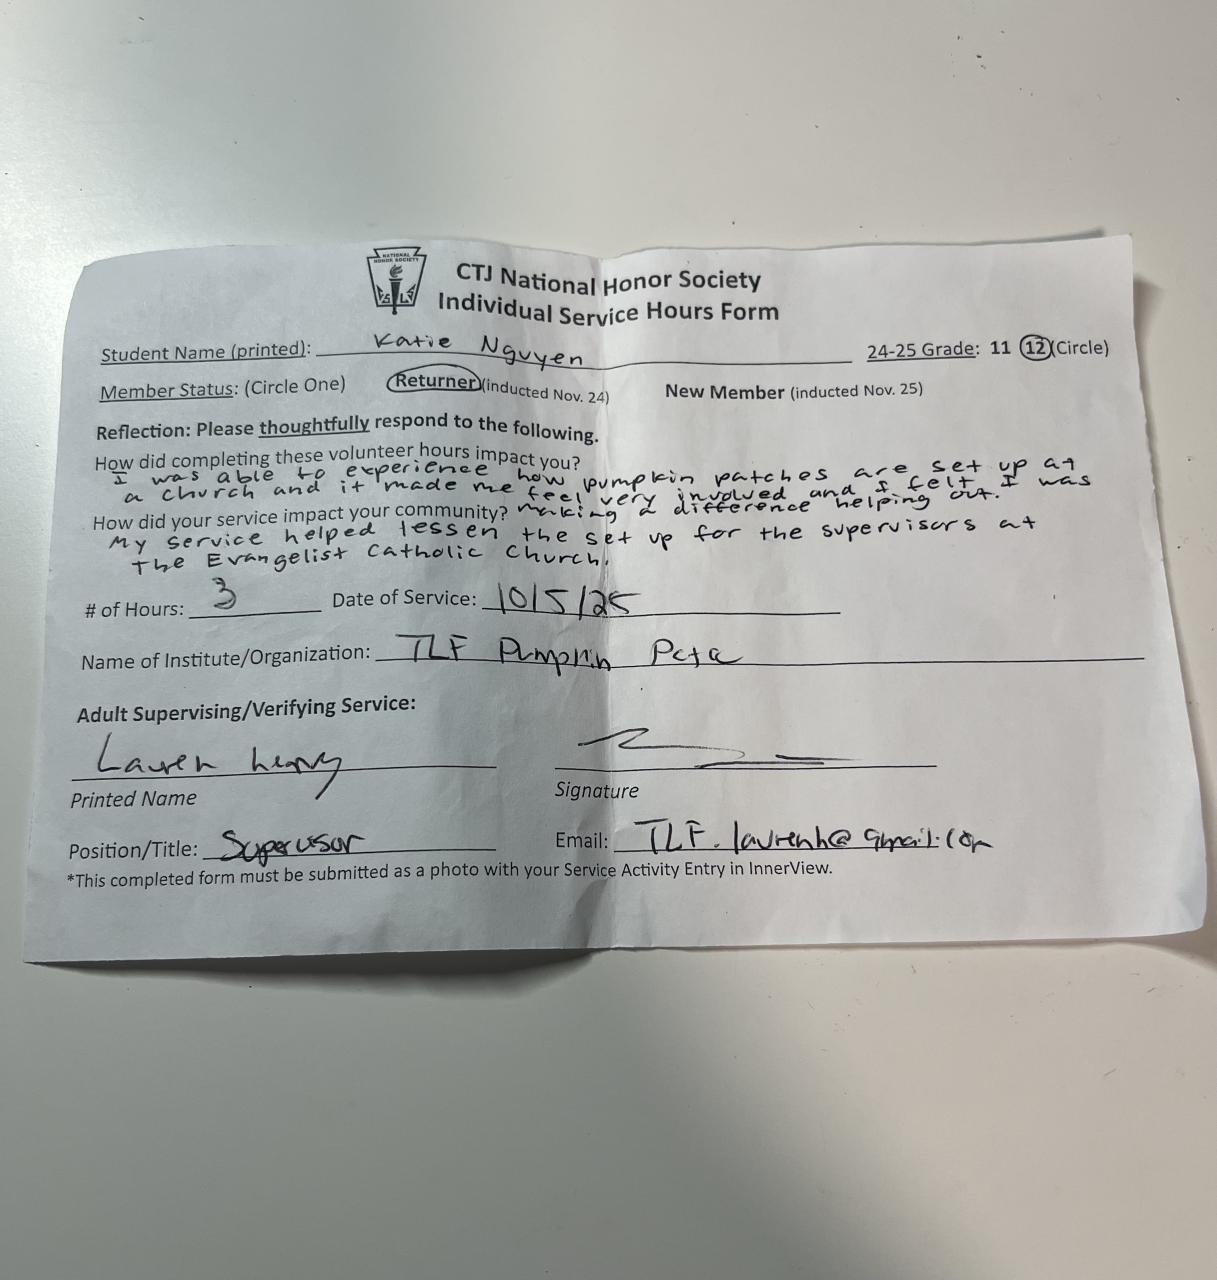 NATIONAL
HONOR SOCIETY
CTJ National Honor Society
Individual Service Hours Form
Student Name (printed): Katie Nguyen 24-25 Grade: 11 12 (Circle)
Member Status: (Circle One) Returner (inducted Nov. 24) New Member (inducted Nov. 25)
Reflection: Please thoughtfully respond to the following.
How did completing these volunteer hours impact you?
I was able to experience how pumpkin patches are set up at
a church and it made me feel very involved and I felt I was
making a difference helping out.
How did your service impact your community?
My service helped lessen the set up for the supervisors at
The Evangelist Catholic Church.
# of Hours: 3 Date of Service: 10/5/25
Name of Institute/Organization: TLF Pumpkin
Adult Supervising/Verifying Service:
Lauren Henry
Printed Name Signature
Position/Title: Supervisor Email: TLF.laurenh@gmail.com
*This completed form must be submitted as a photo with your Service Activity Entry in InnerView.